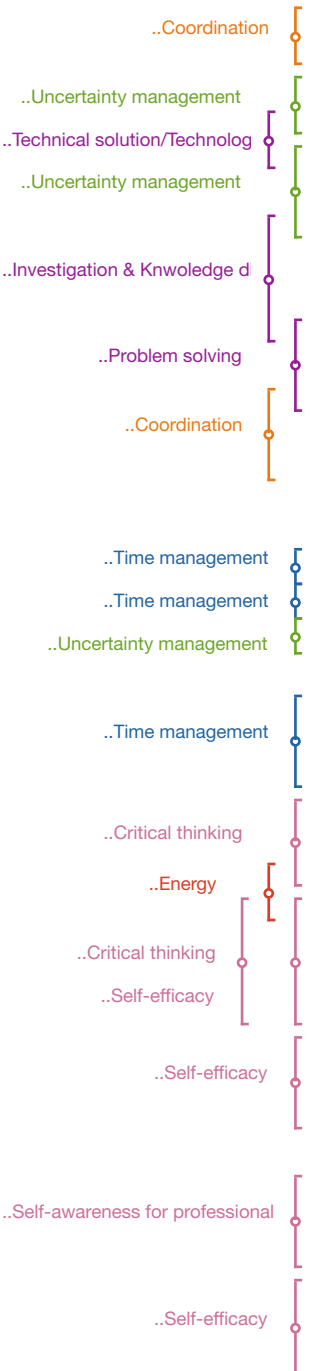 ..Coordination
..Uncertainty management
..Technical solution/Technolog
..Uncertainty management
..Investigation & Knwoledge d
..Problem solving
..Coordination
..Time management
..Time management
..Uncertainty management
..Time management
..Critical thinking
..Energy
..Critical thinking
..Self-efficacy
..Self-efficacy
..Self-awareness for professional
..Self-efficacy